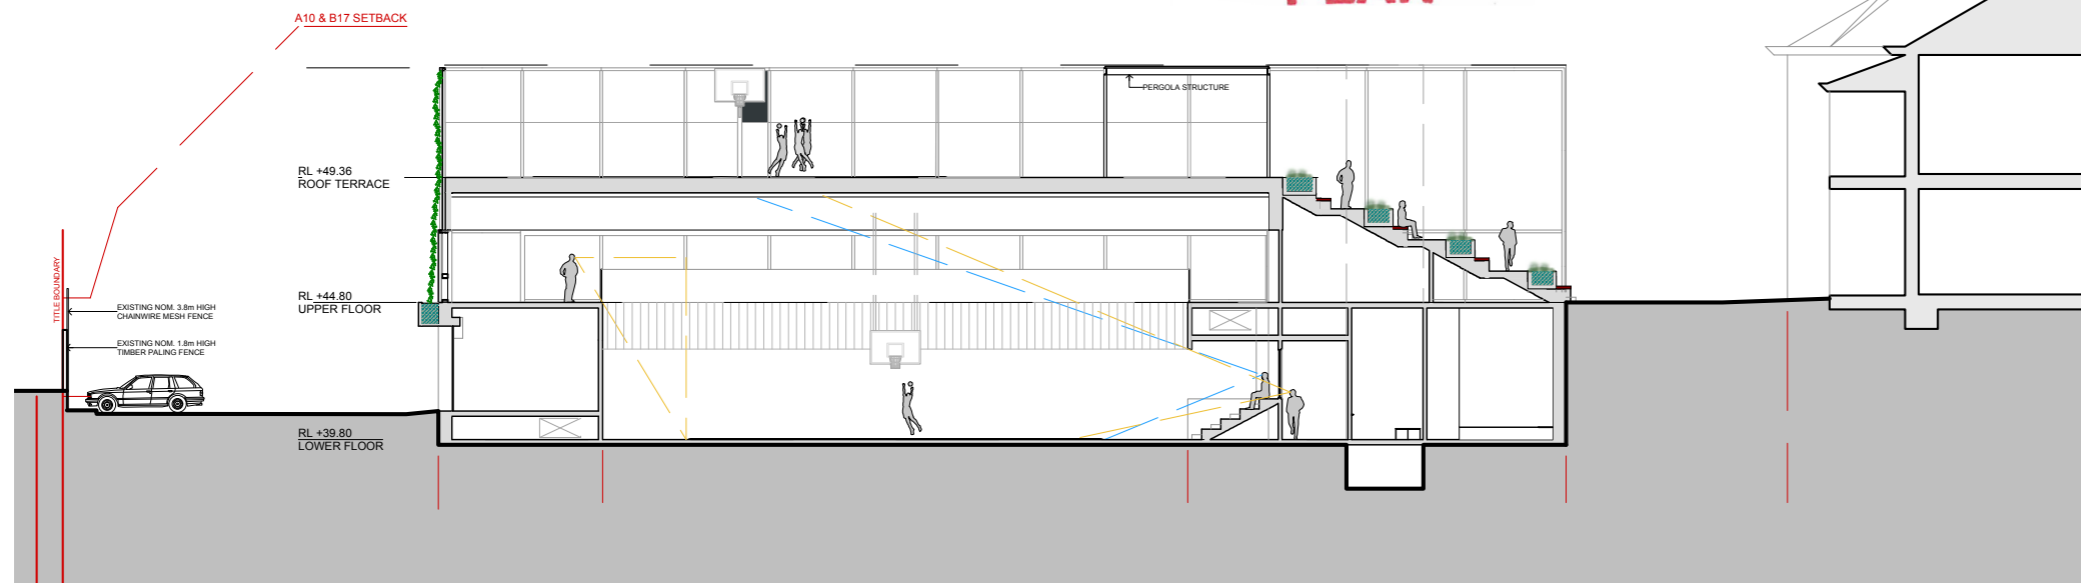 A10 & B17 SETBACK
PERGOLA STRUCTURE
RL +49.36
ROOF TERRACE
TITLE BOUNDARY
RL +44.80
UPPER FLOOR
EXISTING NOM. 3.8m HIGH
CHAINWIRE MESH FENCE
EXISTING NOM. 1.8m HIGH
TIMBER PALING FENCE
RL +39.80
LOWER FLOOR